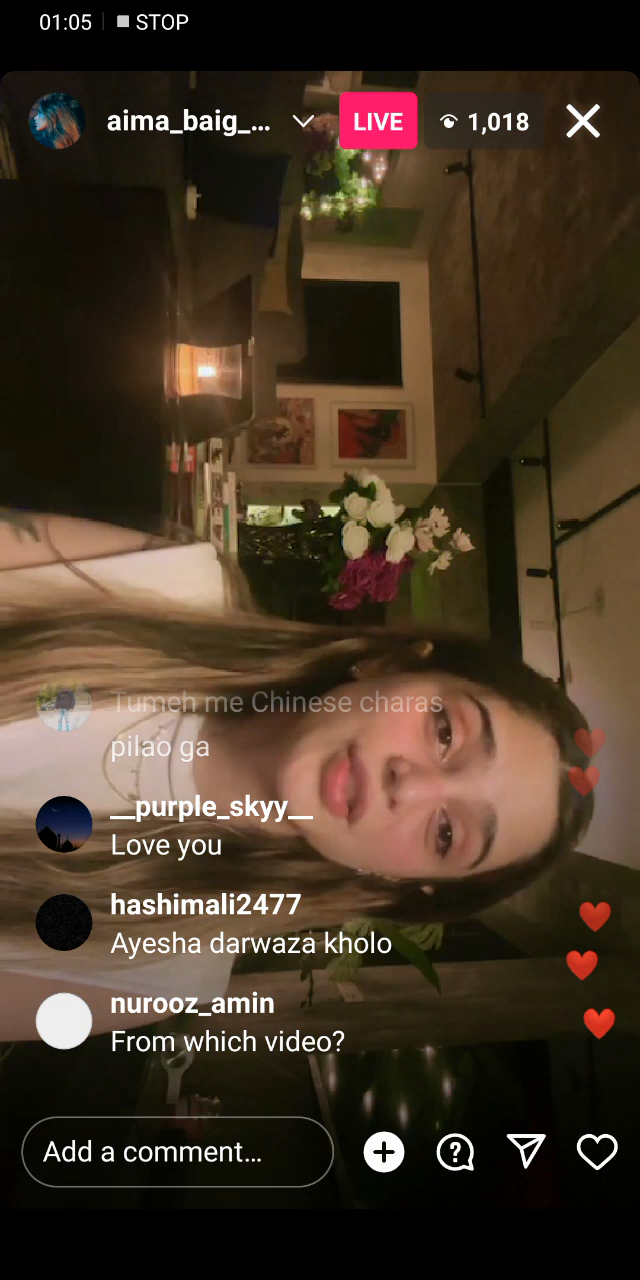 01:05 STOP
aima_baig_... LIVE 1,018
Tumeh me Chinese charas
pilao ga
__purple_skyy__
Love you
hashimali2477
Ayesha darwaza kholo
nurooz_amin
From which video?
Add a comment...